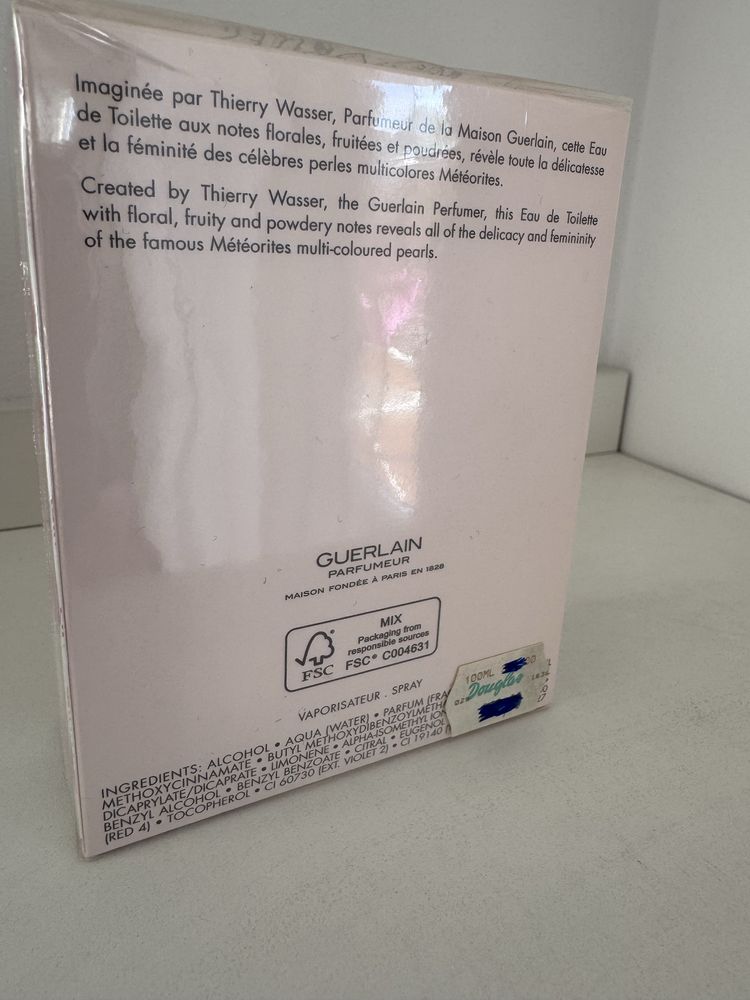 Imaginée par Thierry Wasser, Parfumeur de la Maison Guerlain, cette Eau
de Toilette aux notes florales, fruitées et poudrées, révèle toute la délicatesse
et la féminité des célèbres perles multicolores Météorites.
Created by Thierry Wasser, the Guerlain Perfumer, this Eau de Toilette
with floral, fruity and powdery notes reveals all of the delicacy and femininity
of the famous Météorites multi-coloured pearls.
GUERLAIN
PARFUMEUR
MAISON FONDÉE À PARIS EN 1828
FSC
MIX
Packaging from
responsible sources
FSC® C004631
VAPORISATEUR . SPRAY
100ML
Douglas
INGREDIENTS: ALCOHOL • AQUA (WATER) • PARFUM (FRA
METHOXYCINNAMATE • BUTYL METHOXYDIBENZOYLMETH
DICAPRYLATE/DICAPRATE • LIMONENE • ALPHA-ISOMETHYL ION
BENZYL ALCOHOL • BENZYL BENZOATE • CITRAL • EUGENOL
(RED 4) • TOCOPHEROL • CI 60730 (EXT. VIOLET 2) • CI 19140 (